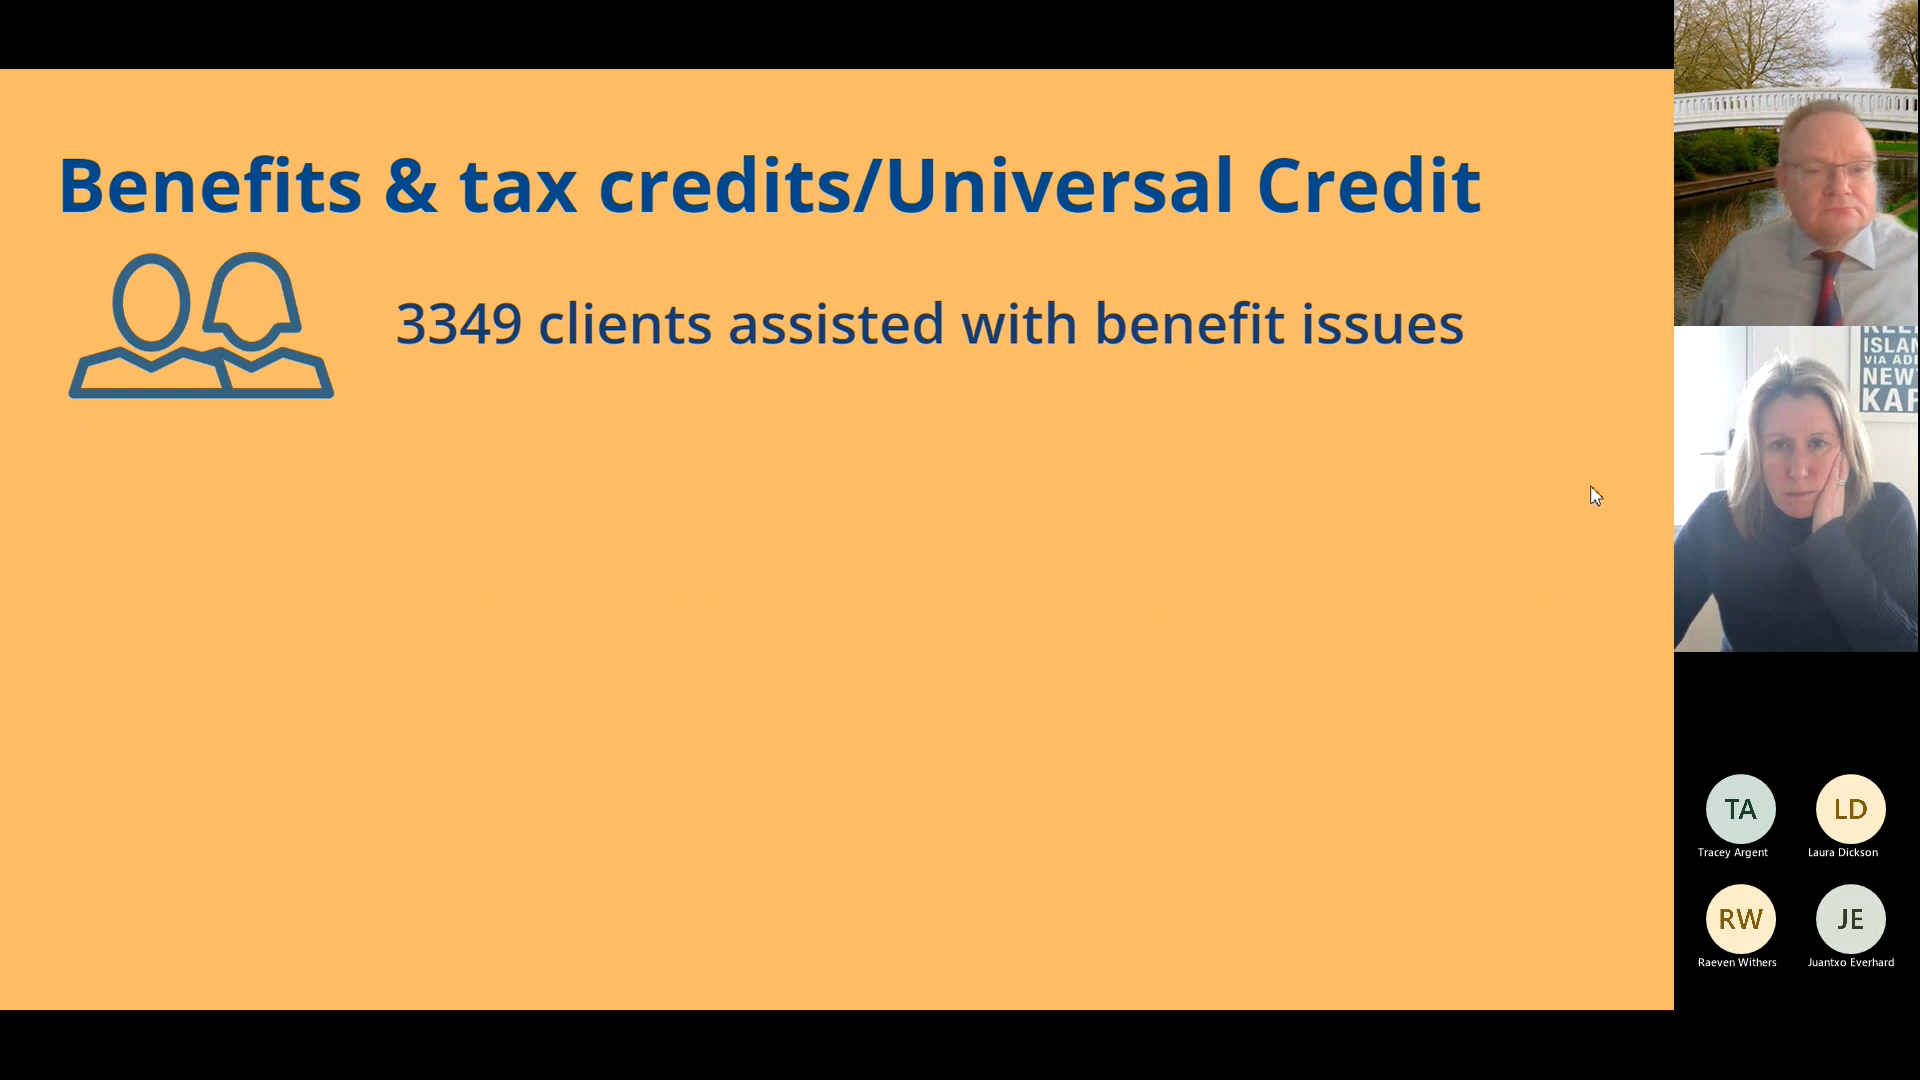 Benefits & tax credits/Universal Credit
3349 clients assisted with benefit issues
VIA
TA
LD
Tracey Argent
Laura Dickson
RW
JE
Raeven Withers
Juantxo Everhard